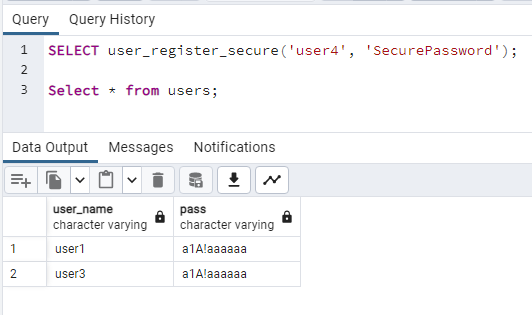 Query Query History
1 SELECT user_register_secure('user4', 'SecurePassword');
2
3 Select * from users;
Data Output Messages Notifications
user_name pass
character varying character varying
1 user1 a1A!aaaaaa
2 user3 a1A!aaaaaa